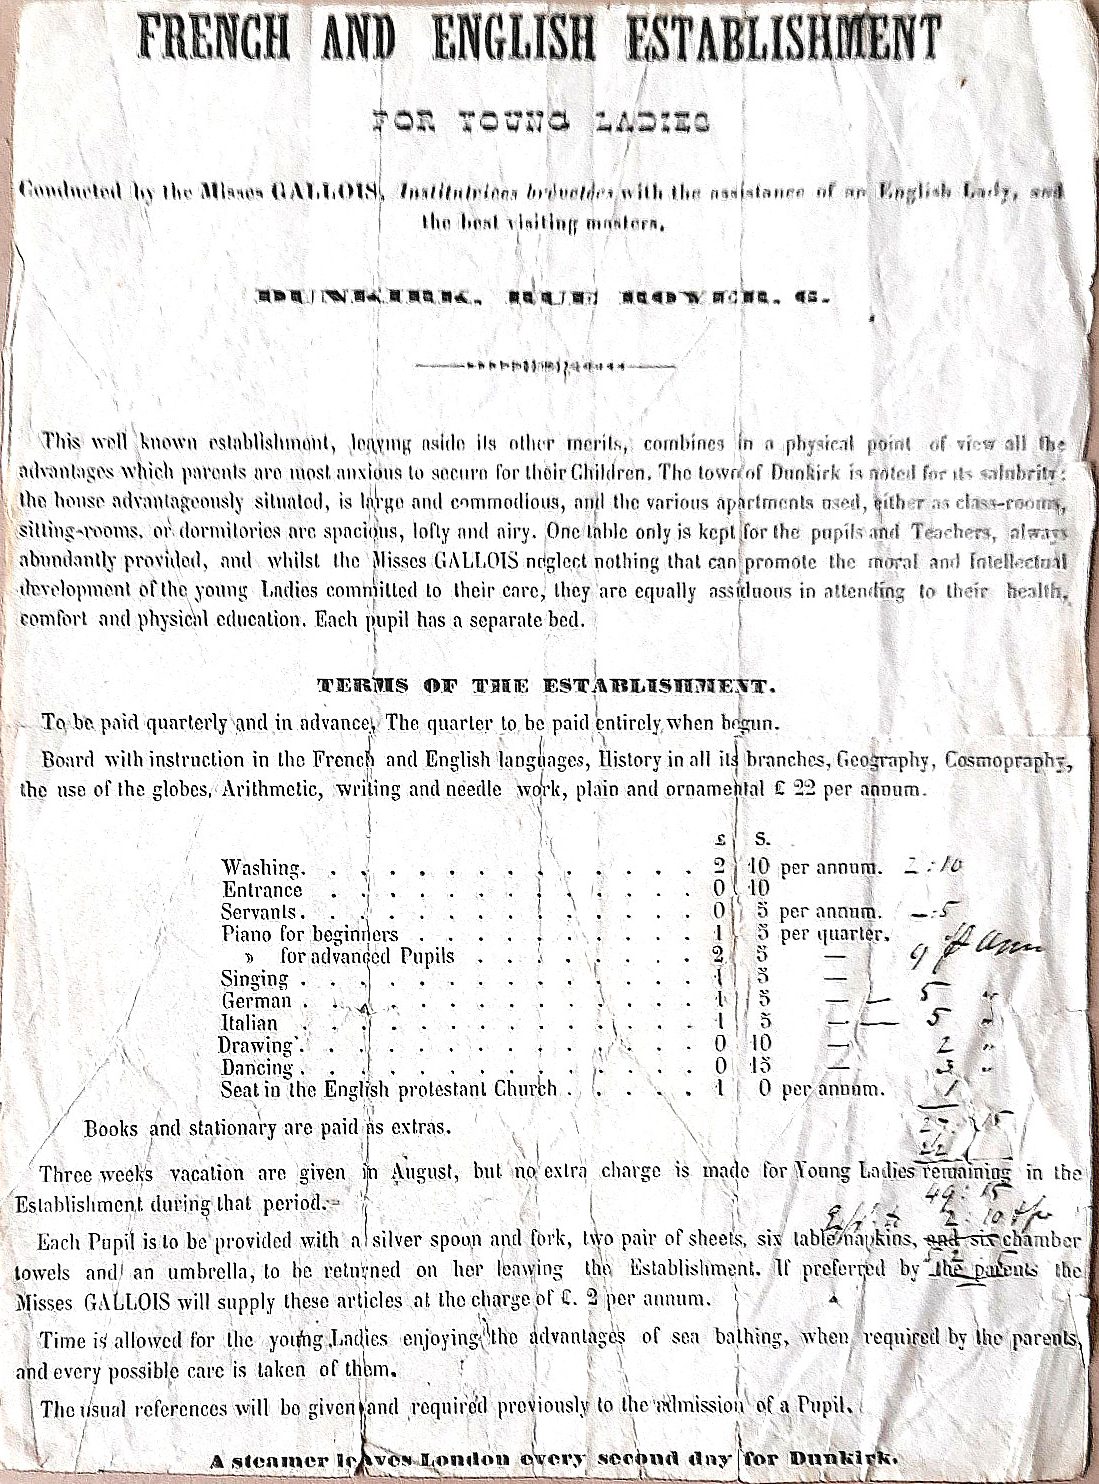 FRENCH AND ENGLISH ESTABLISHMENT
FOR YOUNG LADIES
Conducted by the Misses GALLOIS, Institutrices brévetées with the assistance of an English Lady, and
the best visiting masters.
DUNKIRK, RUE ROYER, 6.
This well known establishment, leaving aside its other merits, combines in a physical point of view all the
advantages which parents are most anxious to secure for their Children. The town of Dunkirk is noted for its salubrity:
the house advantageously situated, is large and commodious, and the various apartments used, either as class-rooms,
sitting-rooms, or dormitories are spacious, lofty and airy. One table only is kept for the pupils and Teachers, always
abundantly provided, and whilst the Misses GALLOIS neglect nothing that can promote the moral and Intellectual
development of the young Ladies committed to their care, they are equally assiduous in attending to their health,
comfort and physical education. Each pupil has a separate bed.
TERMS OF THE ESTABLISHMENT.
To be paid quarterly and in advance, The quarter to be paid entirely when begun.
Board with instruction in the French and English languages, History in all its branches, Geography, Cosmopraphy,
the use of the globes, Arithmetic, writing and needle work, plain and ornamental £ 22 per annum.
£ S.
Washing. . . . . . . . . . . . . . 2 10 per annum. 2 : 10
Entrance . . . . . . . . . . . . . 0 10
Servants. . . . . . . . . . . . . . 0 5 per annum. —:5
Piano for beginners . . . . . . . . . . 1 5 per quarter.
» for advanced Pupils . . . . . . . . 2 5 — 9 p ann
Singing . . . . . . . . . . . . . . 1 5 —
German . . . . . . . . . . . . . . 1 5 — — 5 "
Italian . . . . . . . . . . . . . 1 5 — — 5 "
Drawing . . . . . . . . . . . . . . 0 10 — 2 "
Dancing . . . . . . . . . . . . . . 0 15 — 3 "
Seat in the English protestant Church . . . . . 1 0 per annum. 1
Books and stationary are paid as extras. 27 : 15
22
Three weeks vacation are given in August, but no extra charge is made for Young Ladies remaining in the
49 : 15
Establishment during that period.
2 : 10
Each Pupil is to be provided with a silver spoon and fork, two pair of sheets, six table napkins, and six chamber
towels and an umbrella, to be returned on her leaving the Establishment. If preferred by the parents the
Misses GALLOIS will supply these articles at the charge of £. 2 per annum.
Time is allowed for the young Ladies enjoying the advantages of sea bathing, when required by the parents,
and every possible care is taken of them.
The usual references will be given and required previously to the admission of a Pupil.
A steamer leaves London every second day for Dunkirk.